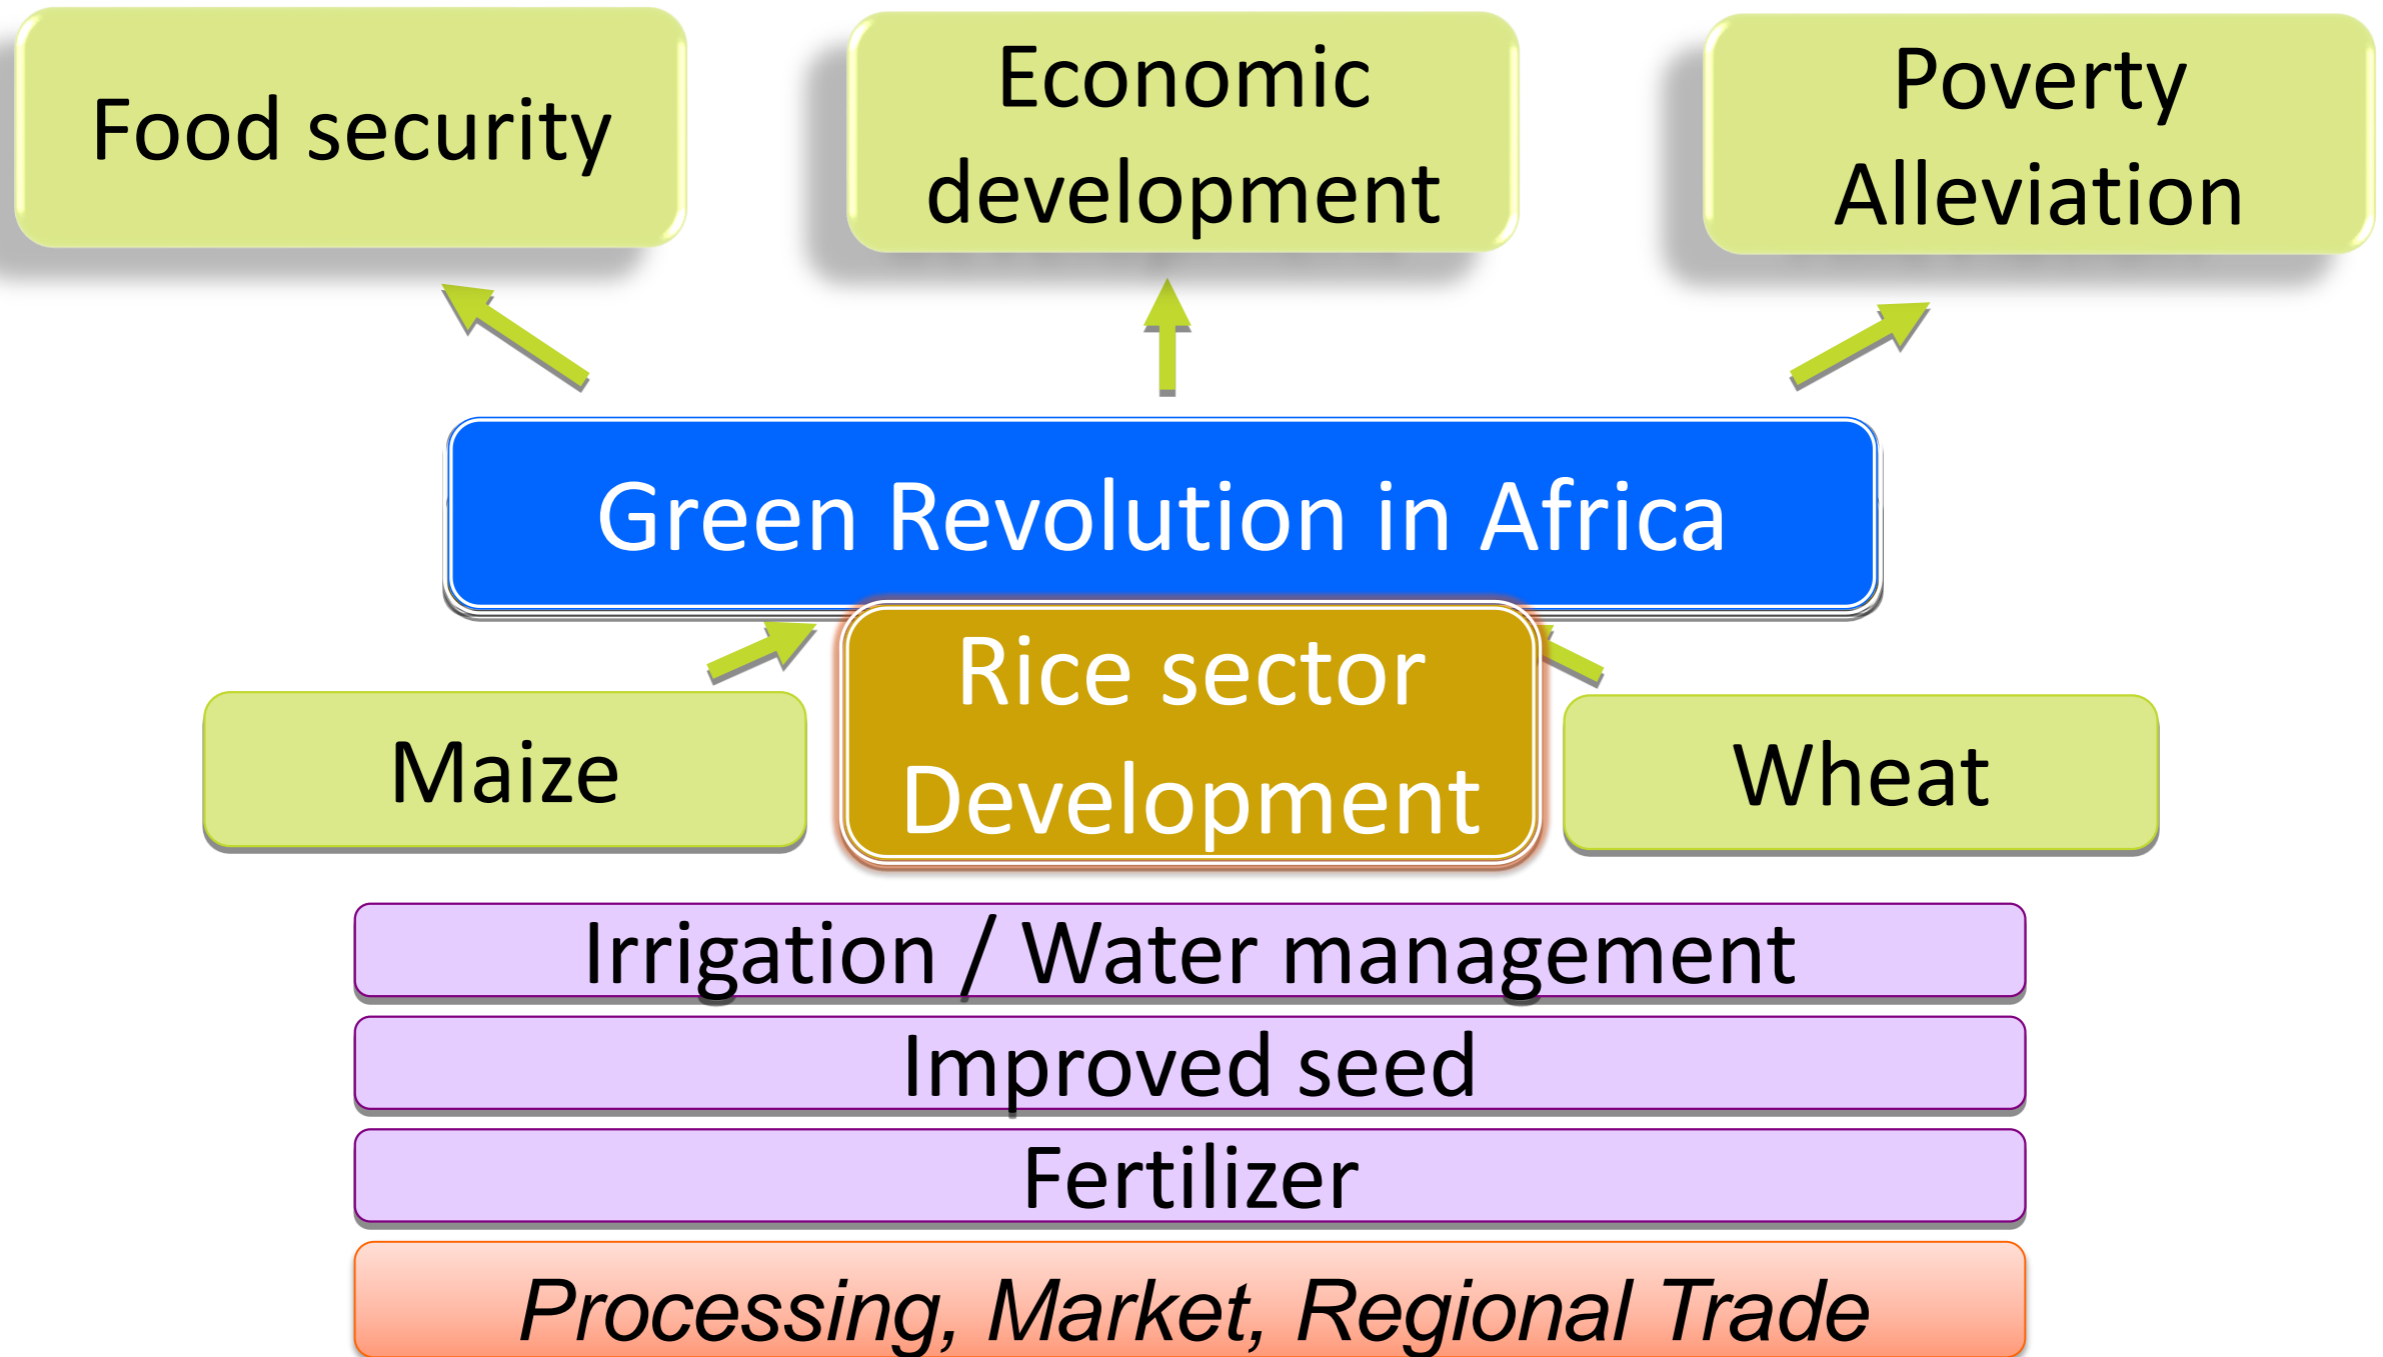 Food security
Economic
development
Poverty
Alleviation
Green Revolution in Africa
Maize
Rice sector
Development
Wheat
Irrigation / Water management
Improved seed
Fertilizer
Processing, Market, Regional Trade